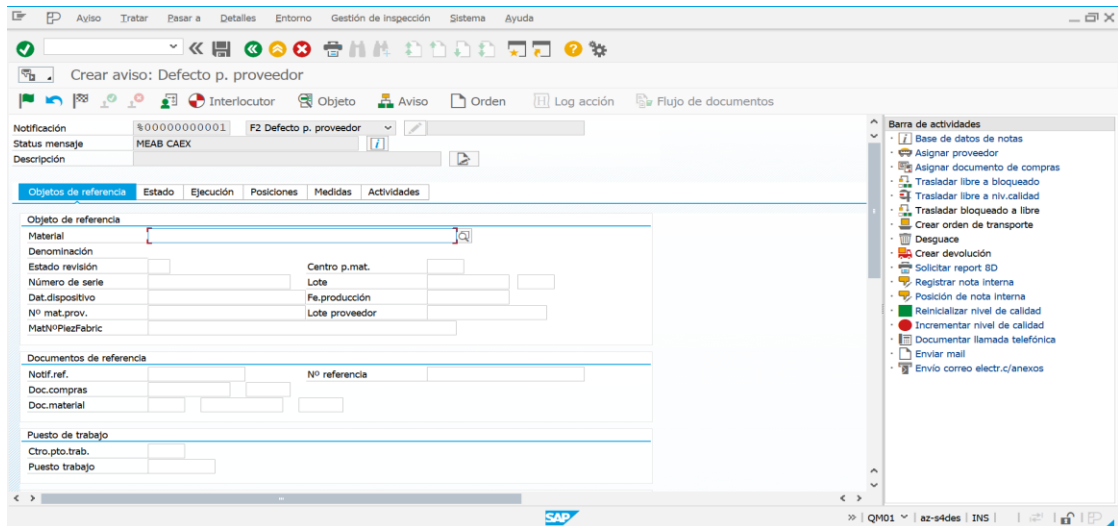 Aviso Tratar Pasar a Detalles Entorno Gestión de inspección Sistema Ayuda
Crear aviso: Defecto p. proveedor
Interlocutor Objeto Aviso Orden Log acción Flujo de documentos
Notificación %00000000001 F2 Defecto p. proveedor
Status mensaje MEAB CAEX
Descripción
Objetos de referencia Estado Ejecución Posiciones Medidas Actividades
Objeto de referencia
Material
Denominación
Estado revisión Centro p.mat.
Número de serie Lote
Dat.dispositivo Fe.producción
Nº mat.prov. Lote proveedor
MatNºPiezFabric
Documentos de referencia
Notif.ref. Nº referencia
Doc.compras
Doc.material
Puesto de trabajo
Ctro.pto.trab.
Puesto trabajo
Barra de actividades
Base de datos de notas
Asignar proveedor
Asignar documento de compras
Trasladar libre a bloqueado
Trasladar libre a niv.calidad
Trasladar bloqueado a libre
Crear orden de transporte
Desguace
Crear devolución
Solicitar report 8D
Registrar nota interna
Posición de nota interna
Reinicializar nivel de calidad
Incrementar nivel de calidad
Documentar llamada telefónica
Enviar mail
Envío correo electr.c/anexos
SAP QM01 az-s4des INS